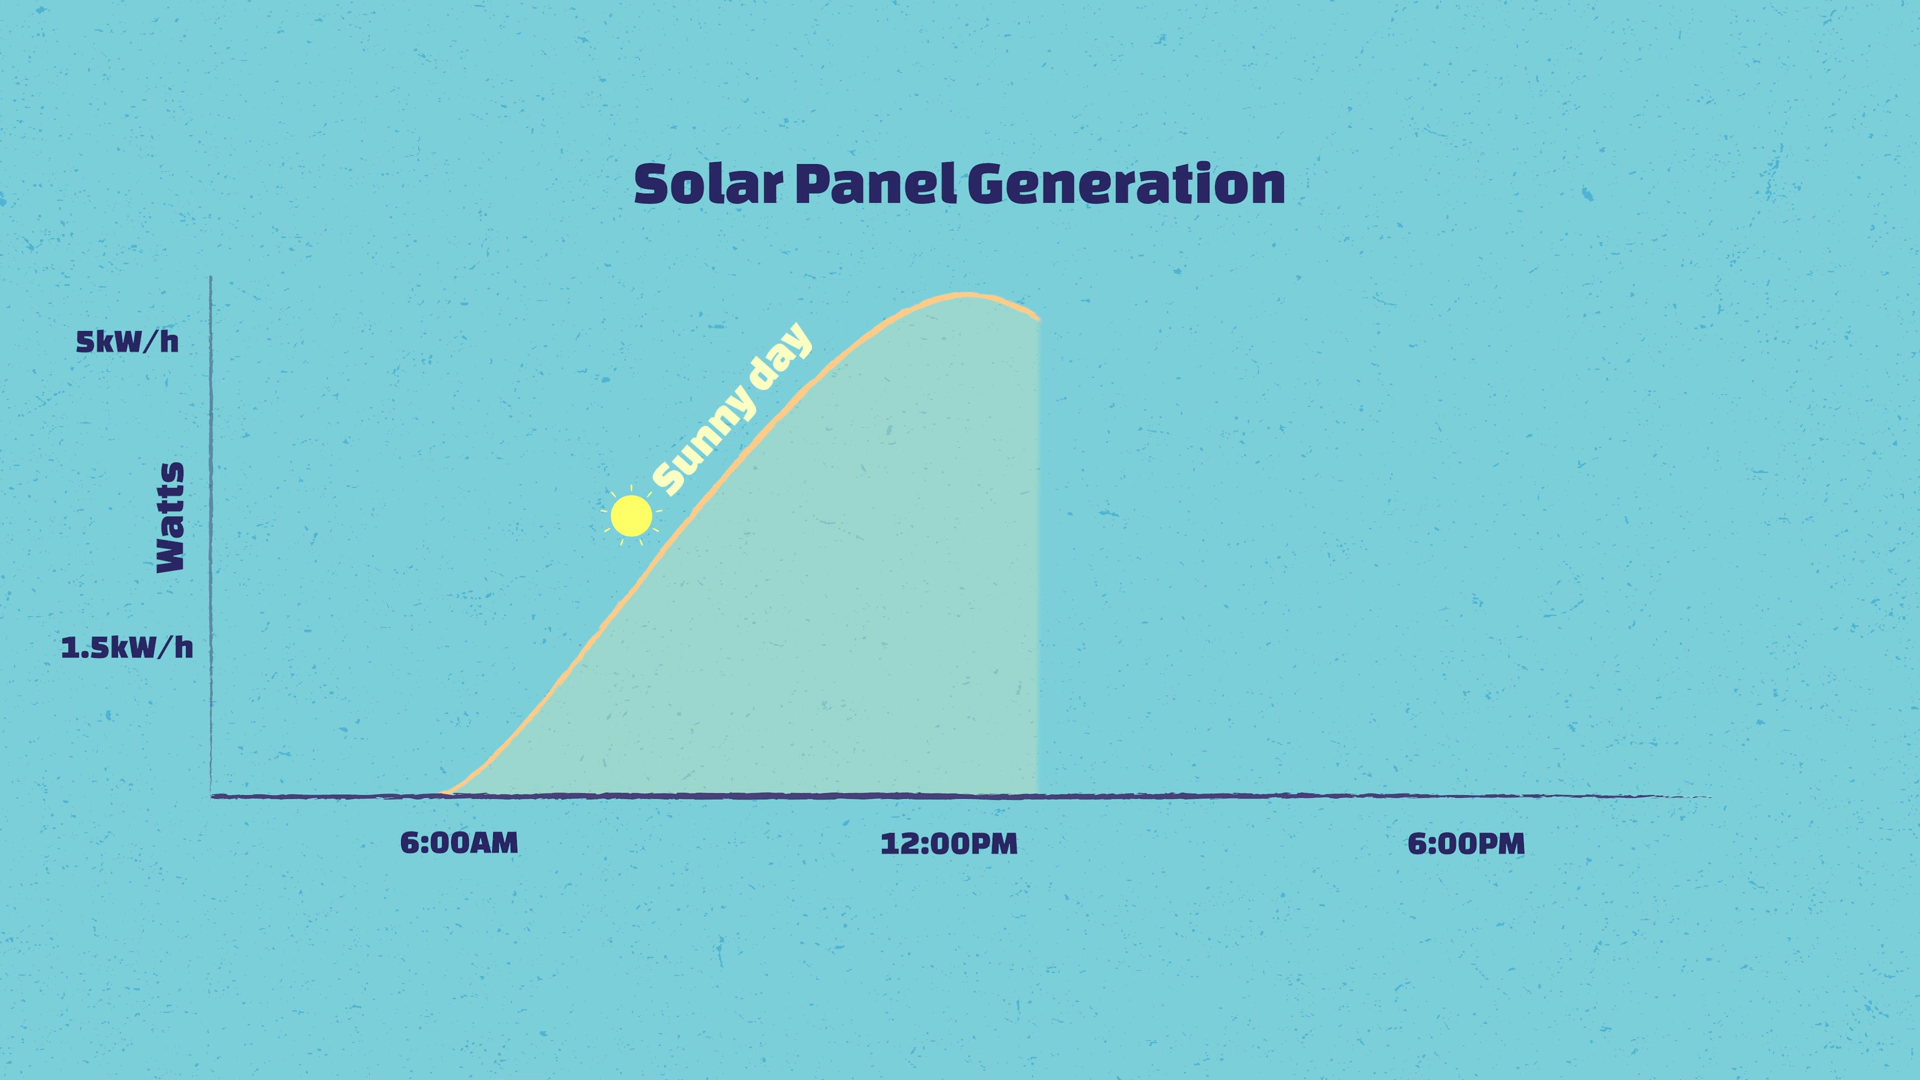 Solar Panel Generation
5kW/h
Sunny day
Watts
1.5kW/h
6:00AM
12:00PM
6:00PM